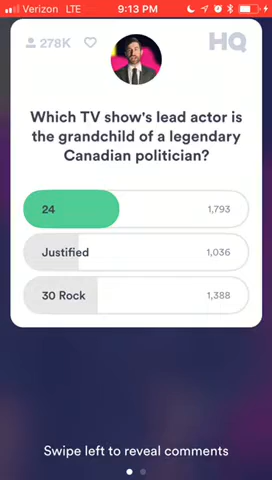 Verizon LTE 9:13 PM
278K
HQ
Which TV show's lead actor is
the grandchild of a legendary
Canadian politician?
24 1,793
Justified 1,036
30 Rock 1,388
Swipe left to reveal comments